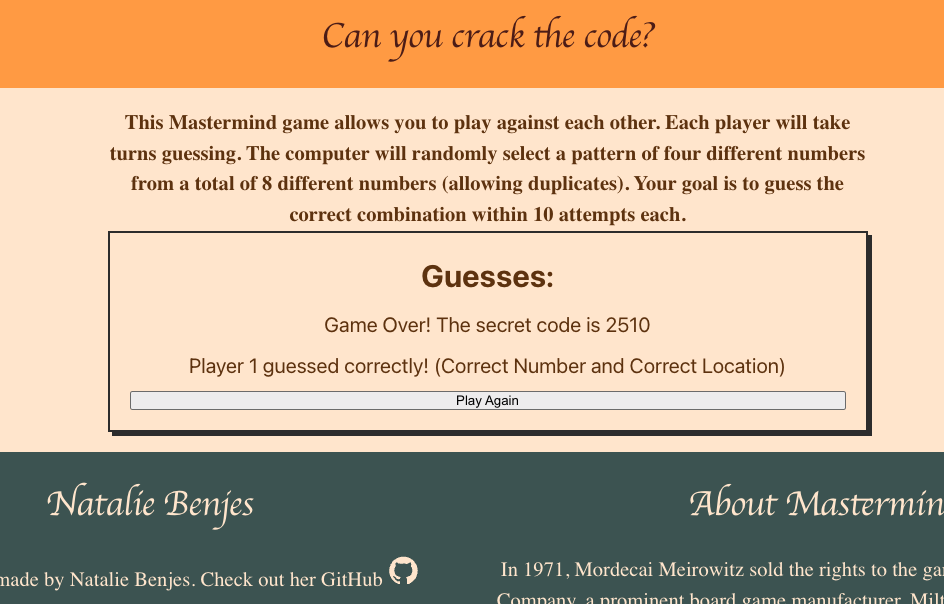 Can you crack the code?
This Mastermind game allows you to play against each other. Each player will take
turns guessing. The computer will randomly select a pattern of four different numbers
from a total of 8 different numbers (allowing duplicates). Your goal is to guess the
correct combination within 10 attempts each.
Guesses:
Game Over! The secret code is 2510
Player 1 guessed correctly! (Correct Number and Correct Location)
Play Again
Natalie Benjes
made by Natalie Benjes. Check out her GitHub
About Mastermin
In 1971, Mordecai Meirowitz sold the rights to the ga
Company, a prominent board game manufacturer. Milt